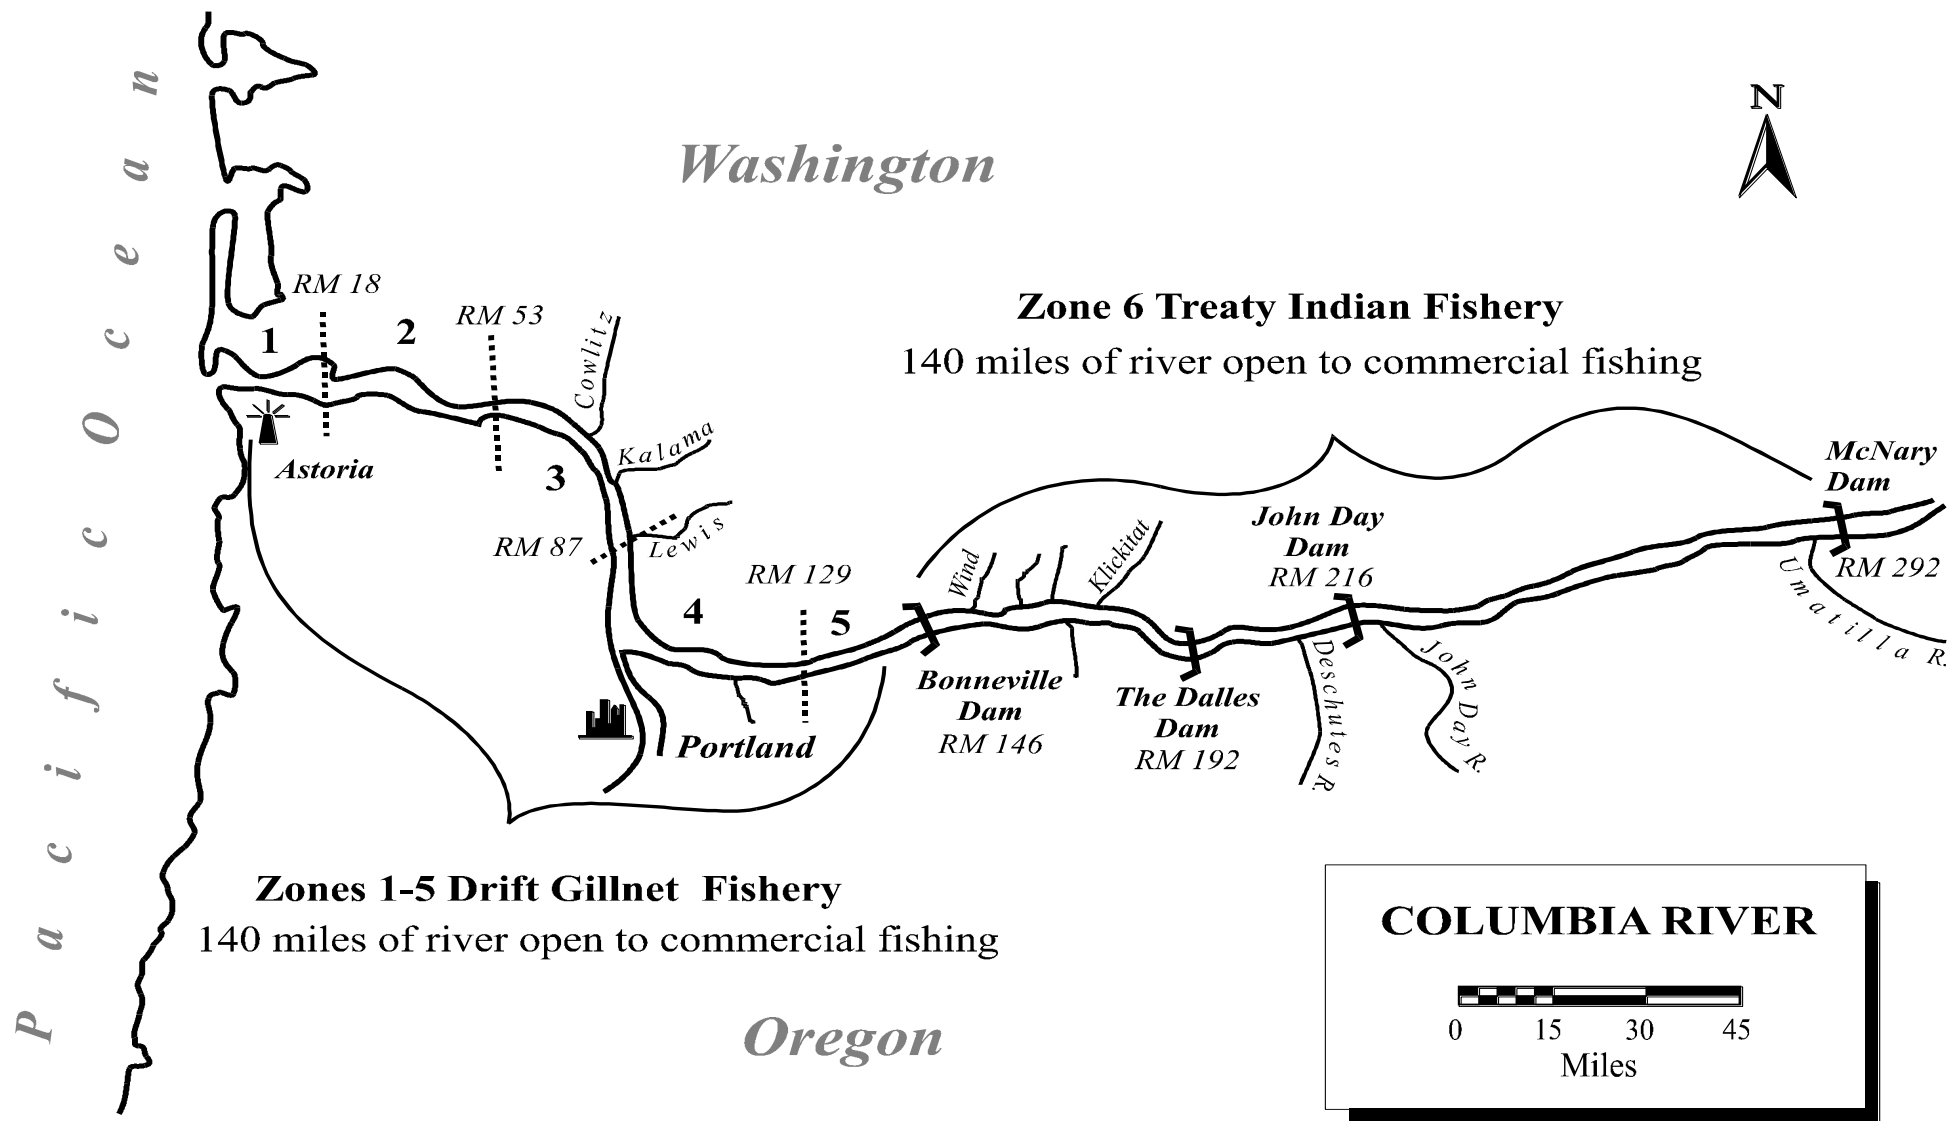 Pacific Ocean
Washington
N
RM 18
1
2
RM 53
Cowlitz
Zone 6 Treaty Indian Fishery
140 miles of river open to commercial fishing
Astoria
3
Kalama
RM 87
Lewis
McNary
Dam
RM 292
Umatilla R.
John Day
Dam
RM 216
Klickitat
Wind
RM 129
4
5
Bonneville
Dam
RM 146
The Dalles
Dam
RM 192
Deschutes R.
John Day R.
Portland
Zones 1-5 Drift Gillnet Fishery
140 miles of river open to commercial fishing
Oregon
COLUMBIA RIVER
0 15 30 45
Miles